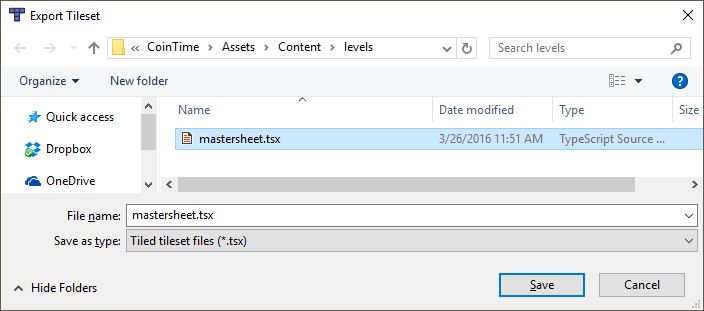 Export Tileset
« CoinTime › Assets › Content › levels
Search levels
Organize New folder
?
Name Date modified Type Size
Quick access
mastersheet.tsx 3/26/2016 11:51 AM TypeScript Source ...
Dropbox
OneDrive
File name: mastersheet.tsx
Save as type: Tiled tileset files (*.tsx)
Hide Folders Save Cancel